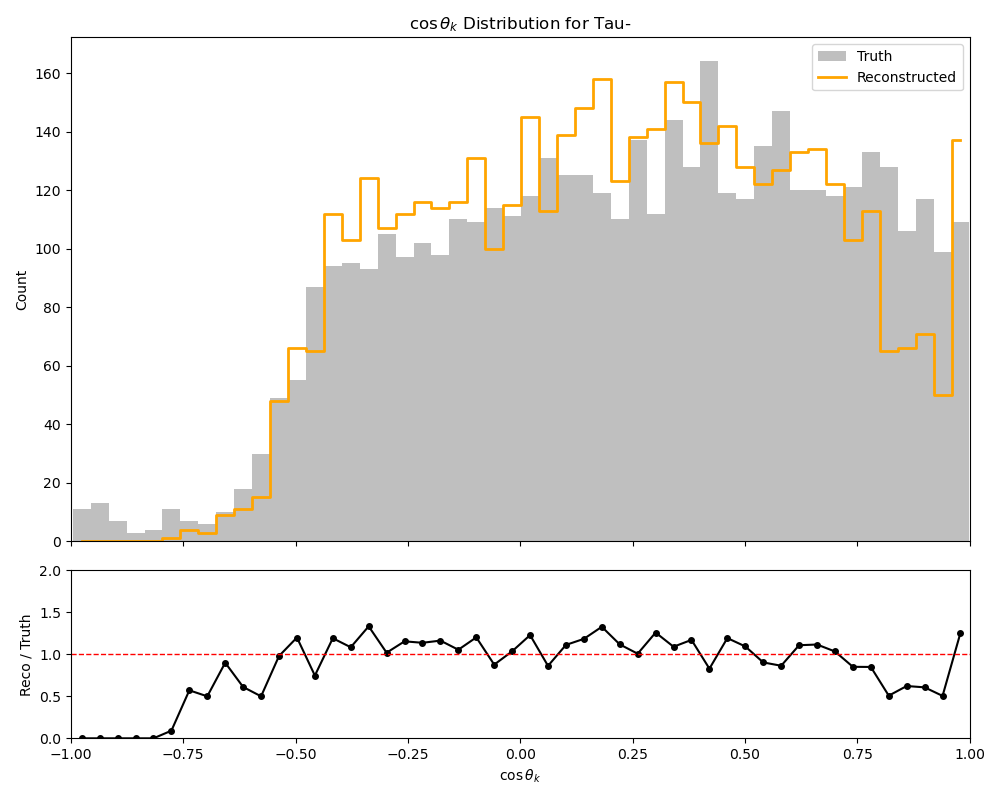 cos θk Distribution for Tau-
Truth
Reconstructed
160
140
120
100
80
60
40
20
0
Count
2.0
1.5
1.0
0.5
0.0
Reco / Truth
−1.00 −0.75 −0.50 −0.25 0.00 0.25 0.50 0.75 1.00
cos θk